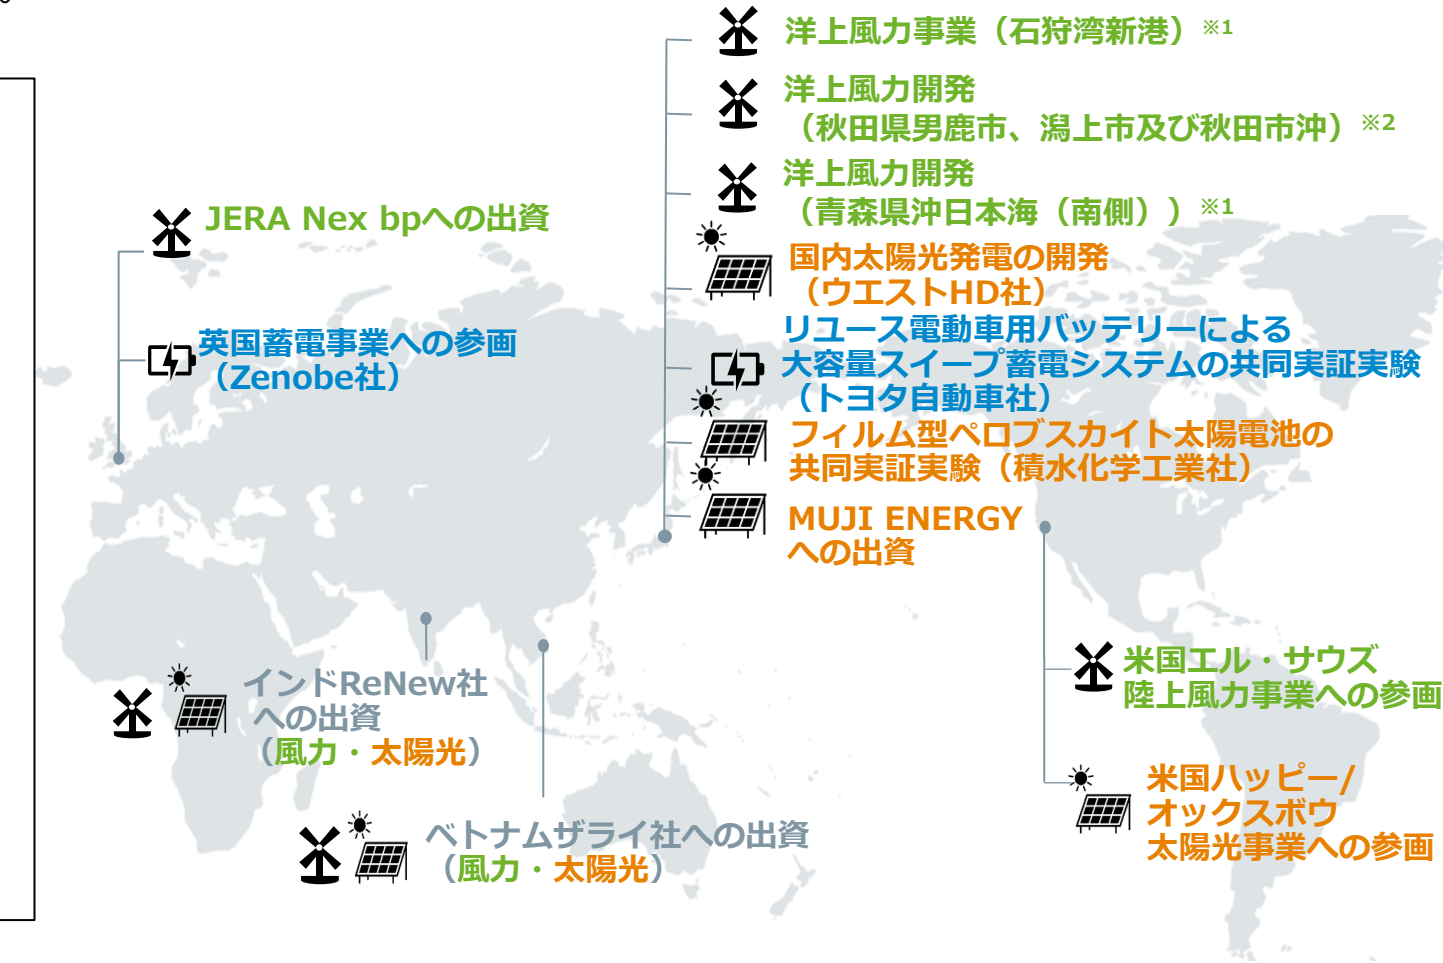 洋上風力事業（石狩湾新港）※1
洋上風力開発
（秋田県男鹿市、潟上市及び秋田市沖）※2
洋上風力開発
（青森県沖日本海（南側））※1
国内太陽光発電の開発
（ウエストHD社）
リユース電動車用バッテリーによる
大容量スイープ蓄電システムの共同実証実験
（トヨタ自動車社）
フィルム型ペロブスカイト太陽電池の
共同実証実験（積水化学工業社）
MUJI ENERGY
への出資
JERA Nex bpへの出資
英国蓄電事業への参画
（Zenobe社）
インドReNew社
への出資
（風力・太陽光）
ベトナムザライ社への出資
（風力・太陽光）
米国エル・サウズ
陸上風力事業への参画
米国ハッピー/
オックスボウ
太陽光事業への参画